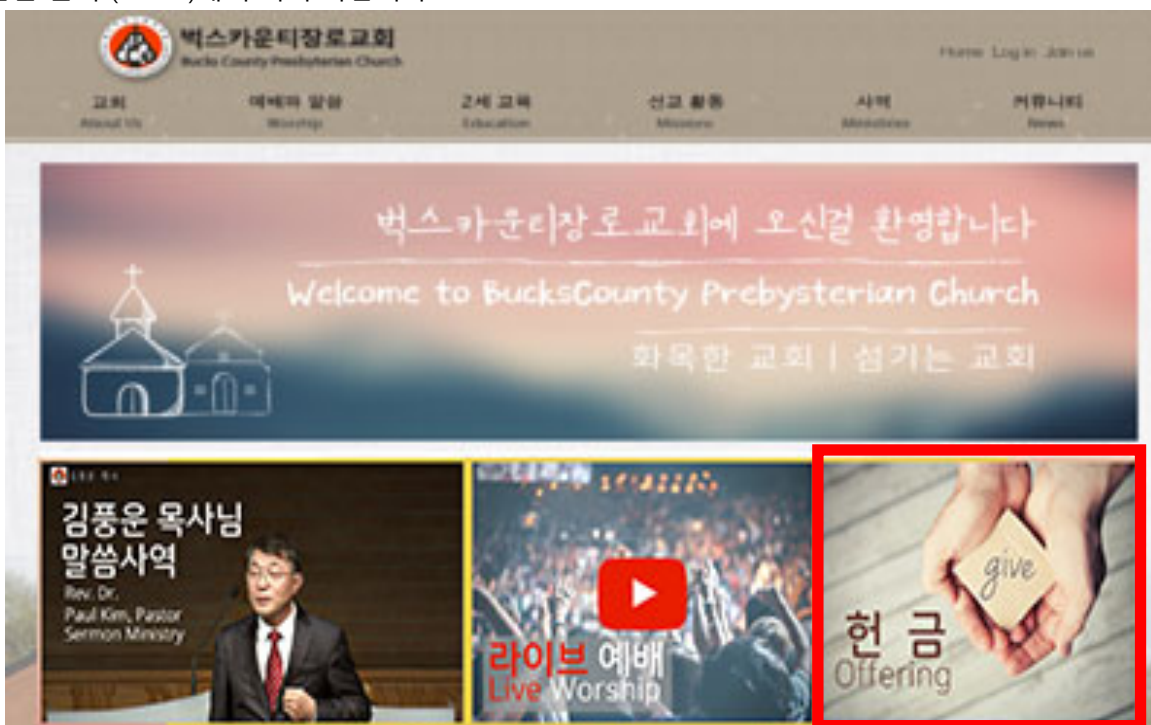 벅스카운티장로교회
Bucks County Presbyterian Church
Home Log in Join us
교회 예배와 말씀 2세 교육 선교 활동 사역 커뮤니티
About Us Worship Education Missions Ministries News
벅스카운티장로교회에 오신걸 환영합니다
Welcome to BucksCounty Prebysterian Church
화목한 교회 | 섬기는 교회
김풍운 목사님
말씀사역
Rev. Dr.
Paul Kim, Pastor
Sermon Ministry
라이브 예배
Live Worship
give
헌 금
Offering